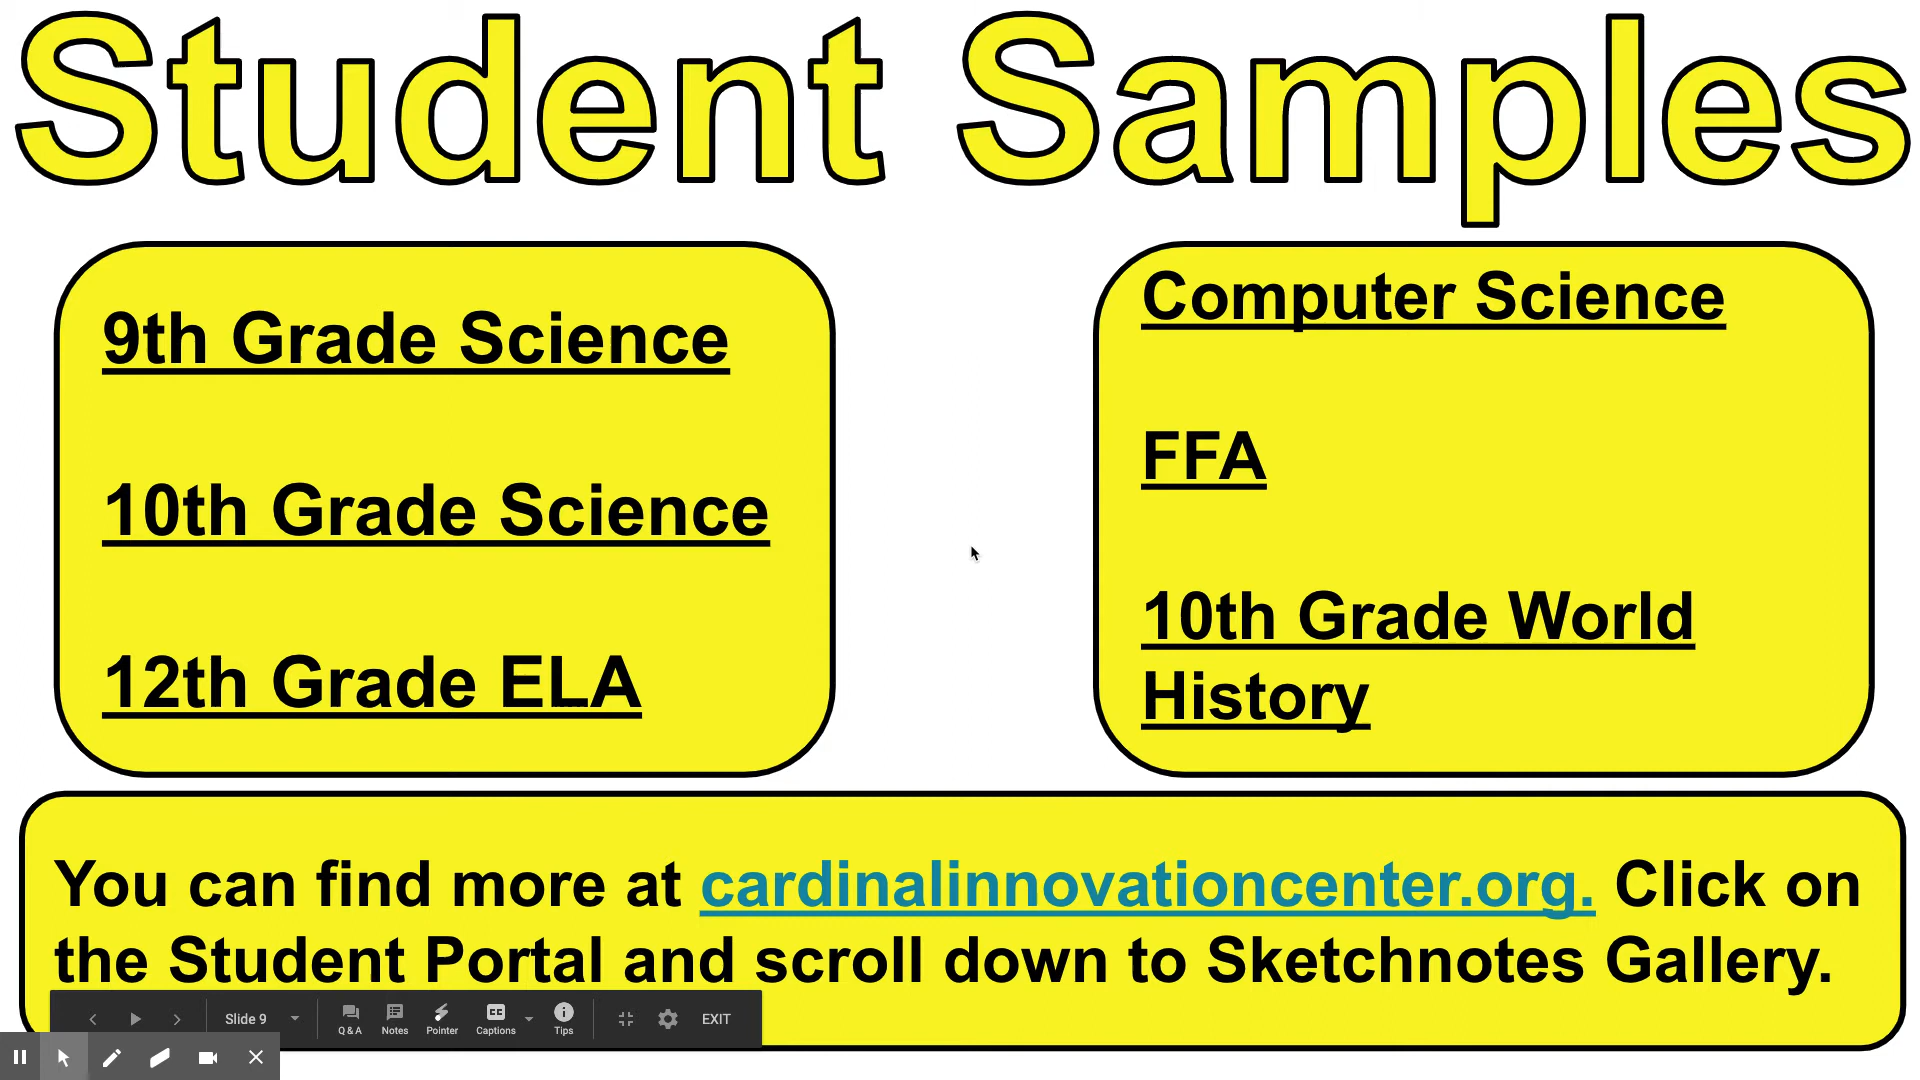 Student Samples
9th Grade Science
10th Grade Science
12th Grade ELA
Computer Science
FFA
10th Grade World
History
You can find more at cardinalinnovationcenter.org. Click on
the Student Portal and scroll down to Sketchnotes Gallery.
Slide 9
Q & A
Notes
Pointer
CC
Captions
Tips
EXIT